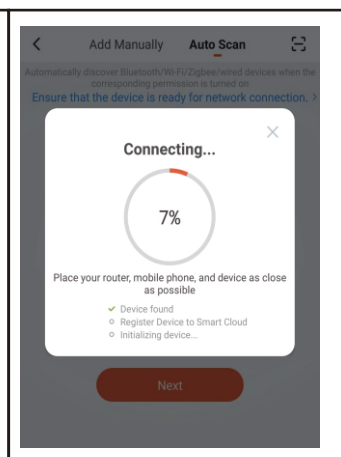 Add Manually Auto Scan
Automatically discover Bluetooth/Wi-Fi/Zigbee/wired devices when the
corresponding permission is turned on
Ensure that the device is ready for network connection. >
Connecting...
7%
Place your router, mobile phone, and device as close
as possible
Device found
Register Device to Smart Cloud
Initializing device...
Next